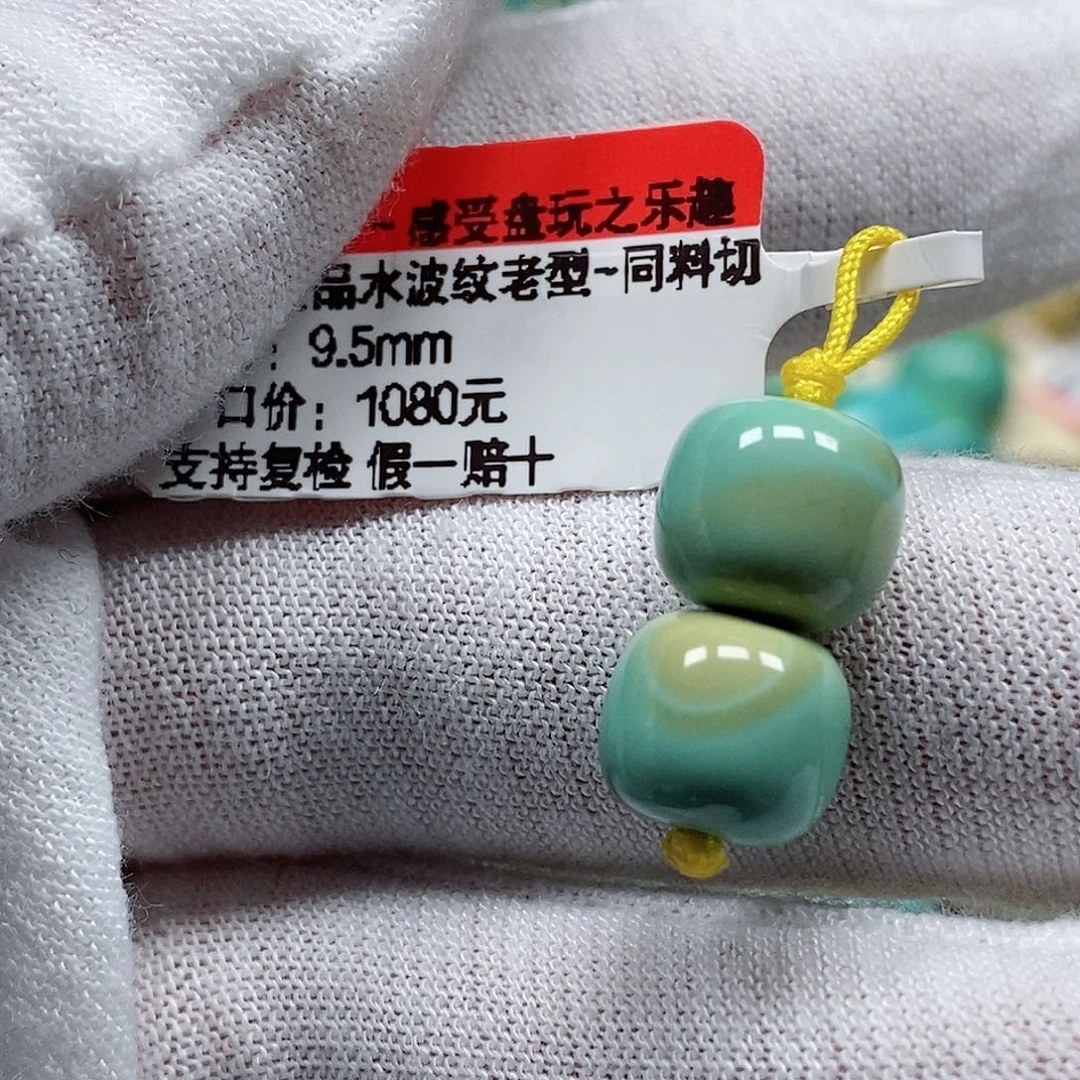 ~感受盘玩之乐趣
品水波纹老型~同料切
：9.5mm
口价：1080元
支持复检 假一赔十